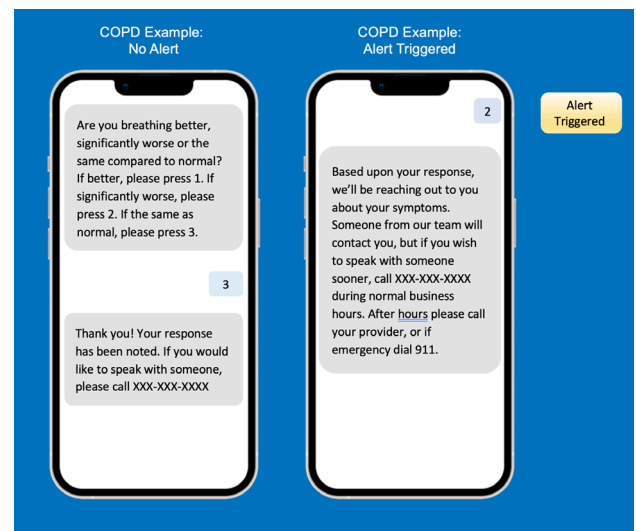 COPD Example:
No Alert
Are you breathing better,
significantly worse or the
same compared to normal?
If better, please press 1. If
significantly worse, please
press 2. If the same as
normal, please press 3.
3
Thank you! Your response
has been noted. If you would
like to speak with someone,
please call XXX-XXX-XXXX
COPD Example:
Alert Triggered
2
Based upon your response,
we’ll be reaching out to you
about your symptoms.
Someone from our team will
contact you, but if you wish
to speak with someone
sooner, call XXX-XXX-XXXX
during normal business
hours. After hours please call
your provider, or if
emergency dial 911.
Alert
Triggered